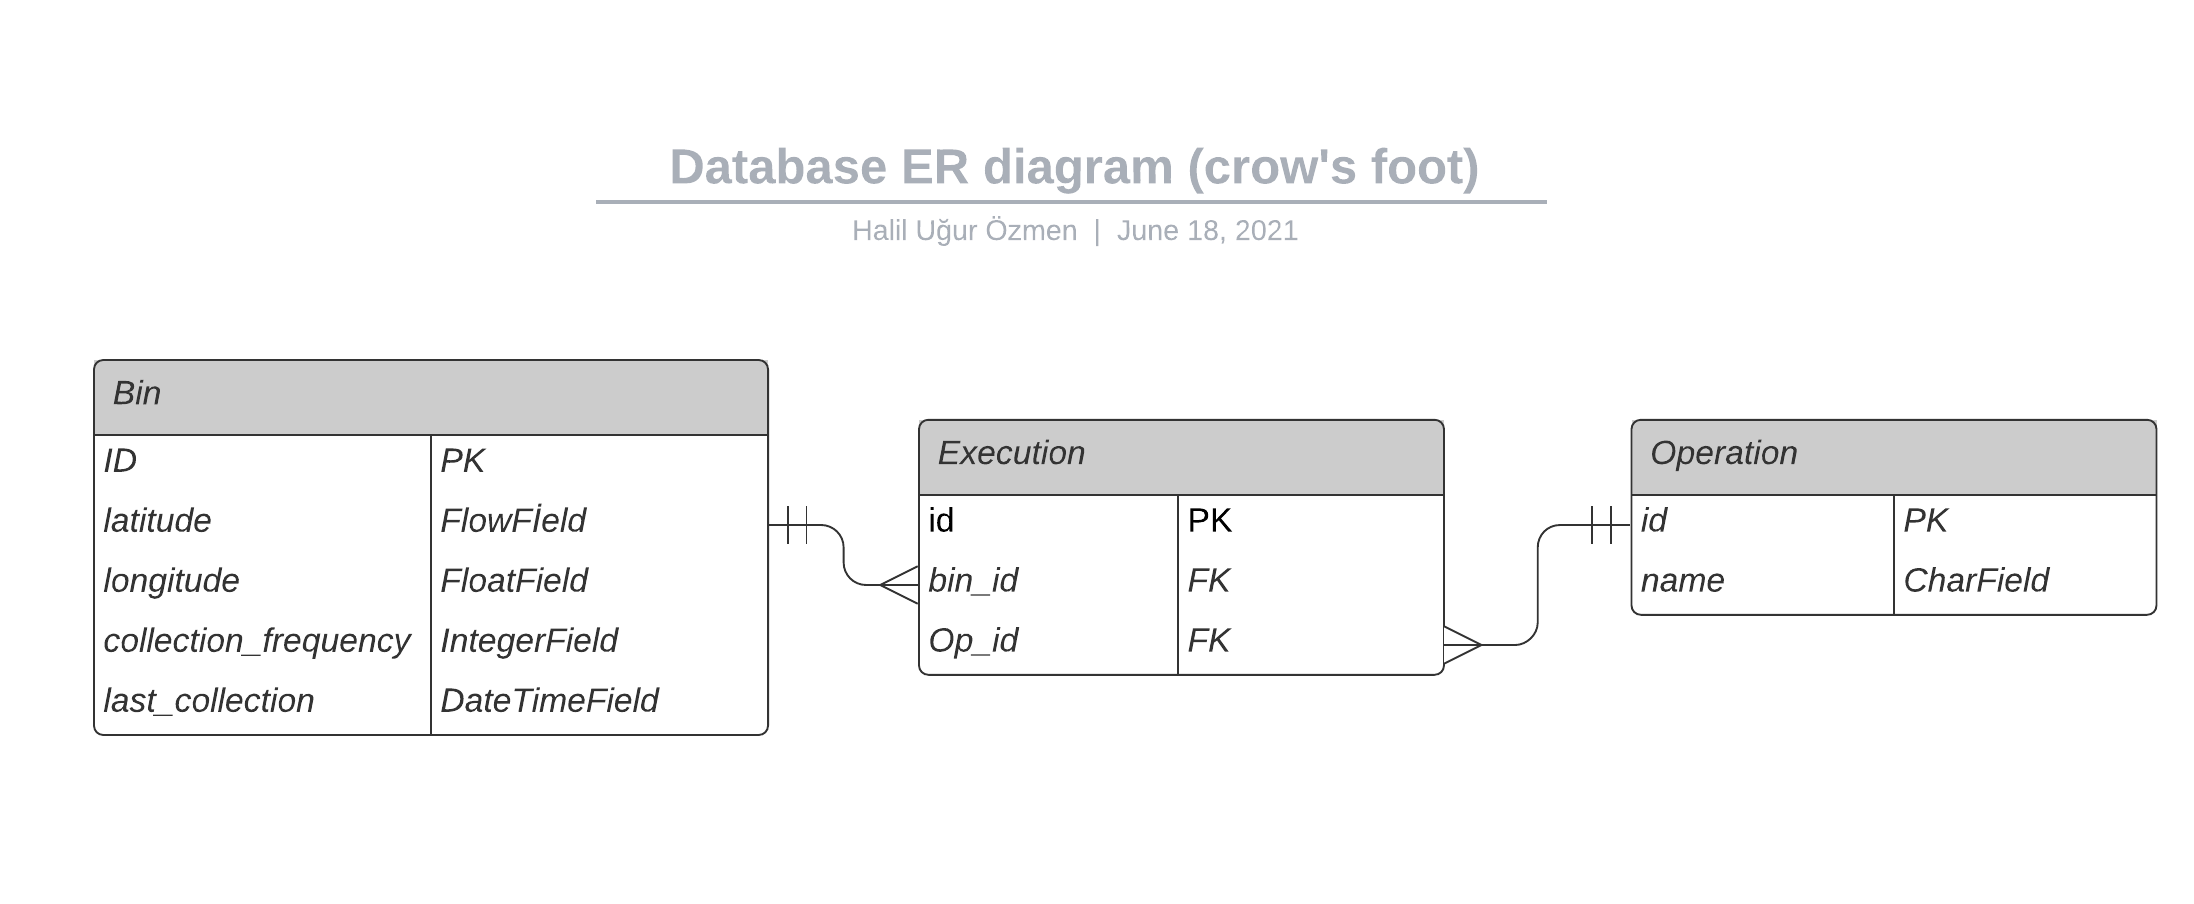 Database ER diagram (crow's foot)
Halil Uğur Özmen | June 18, 2021
Bin
ID PK
latitude FlowFİeld
longitude FloatField
collection_frequency IntegerField
last_collection DateTimeField
Execution
id PK
bin_id FK
Op_id FK
Operation
id PK
name CharField